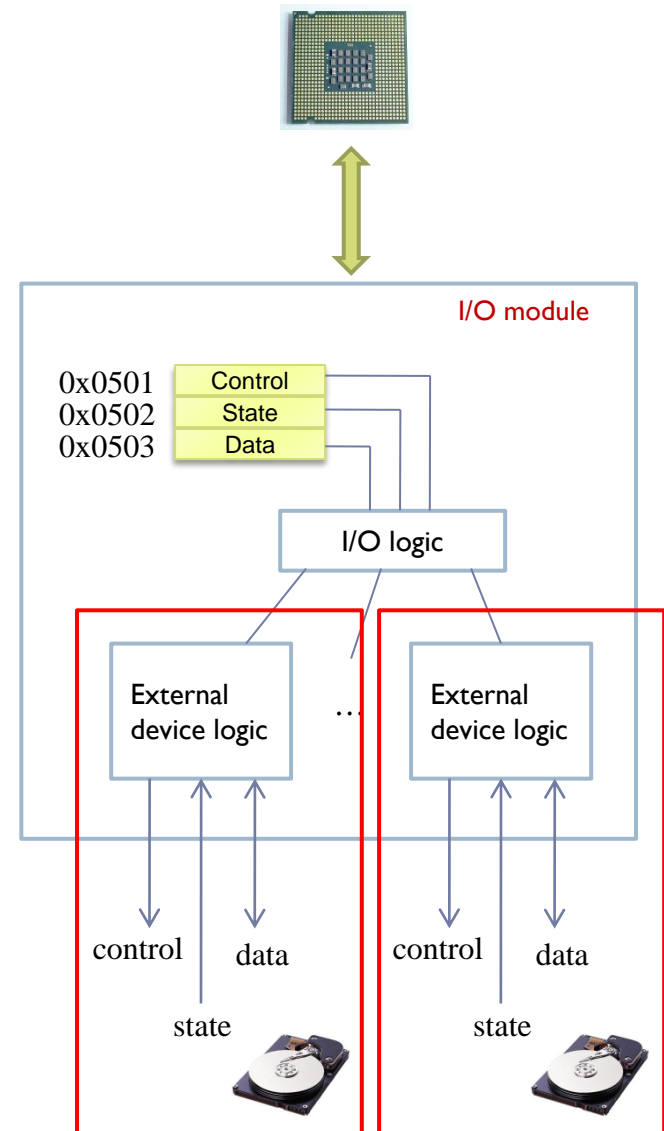 I/O module
0x0501 Control
0x0502 State
0x0503 Data
I/O logic
External
device logic
...
External
device logic
control
data
state
control
data
state